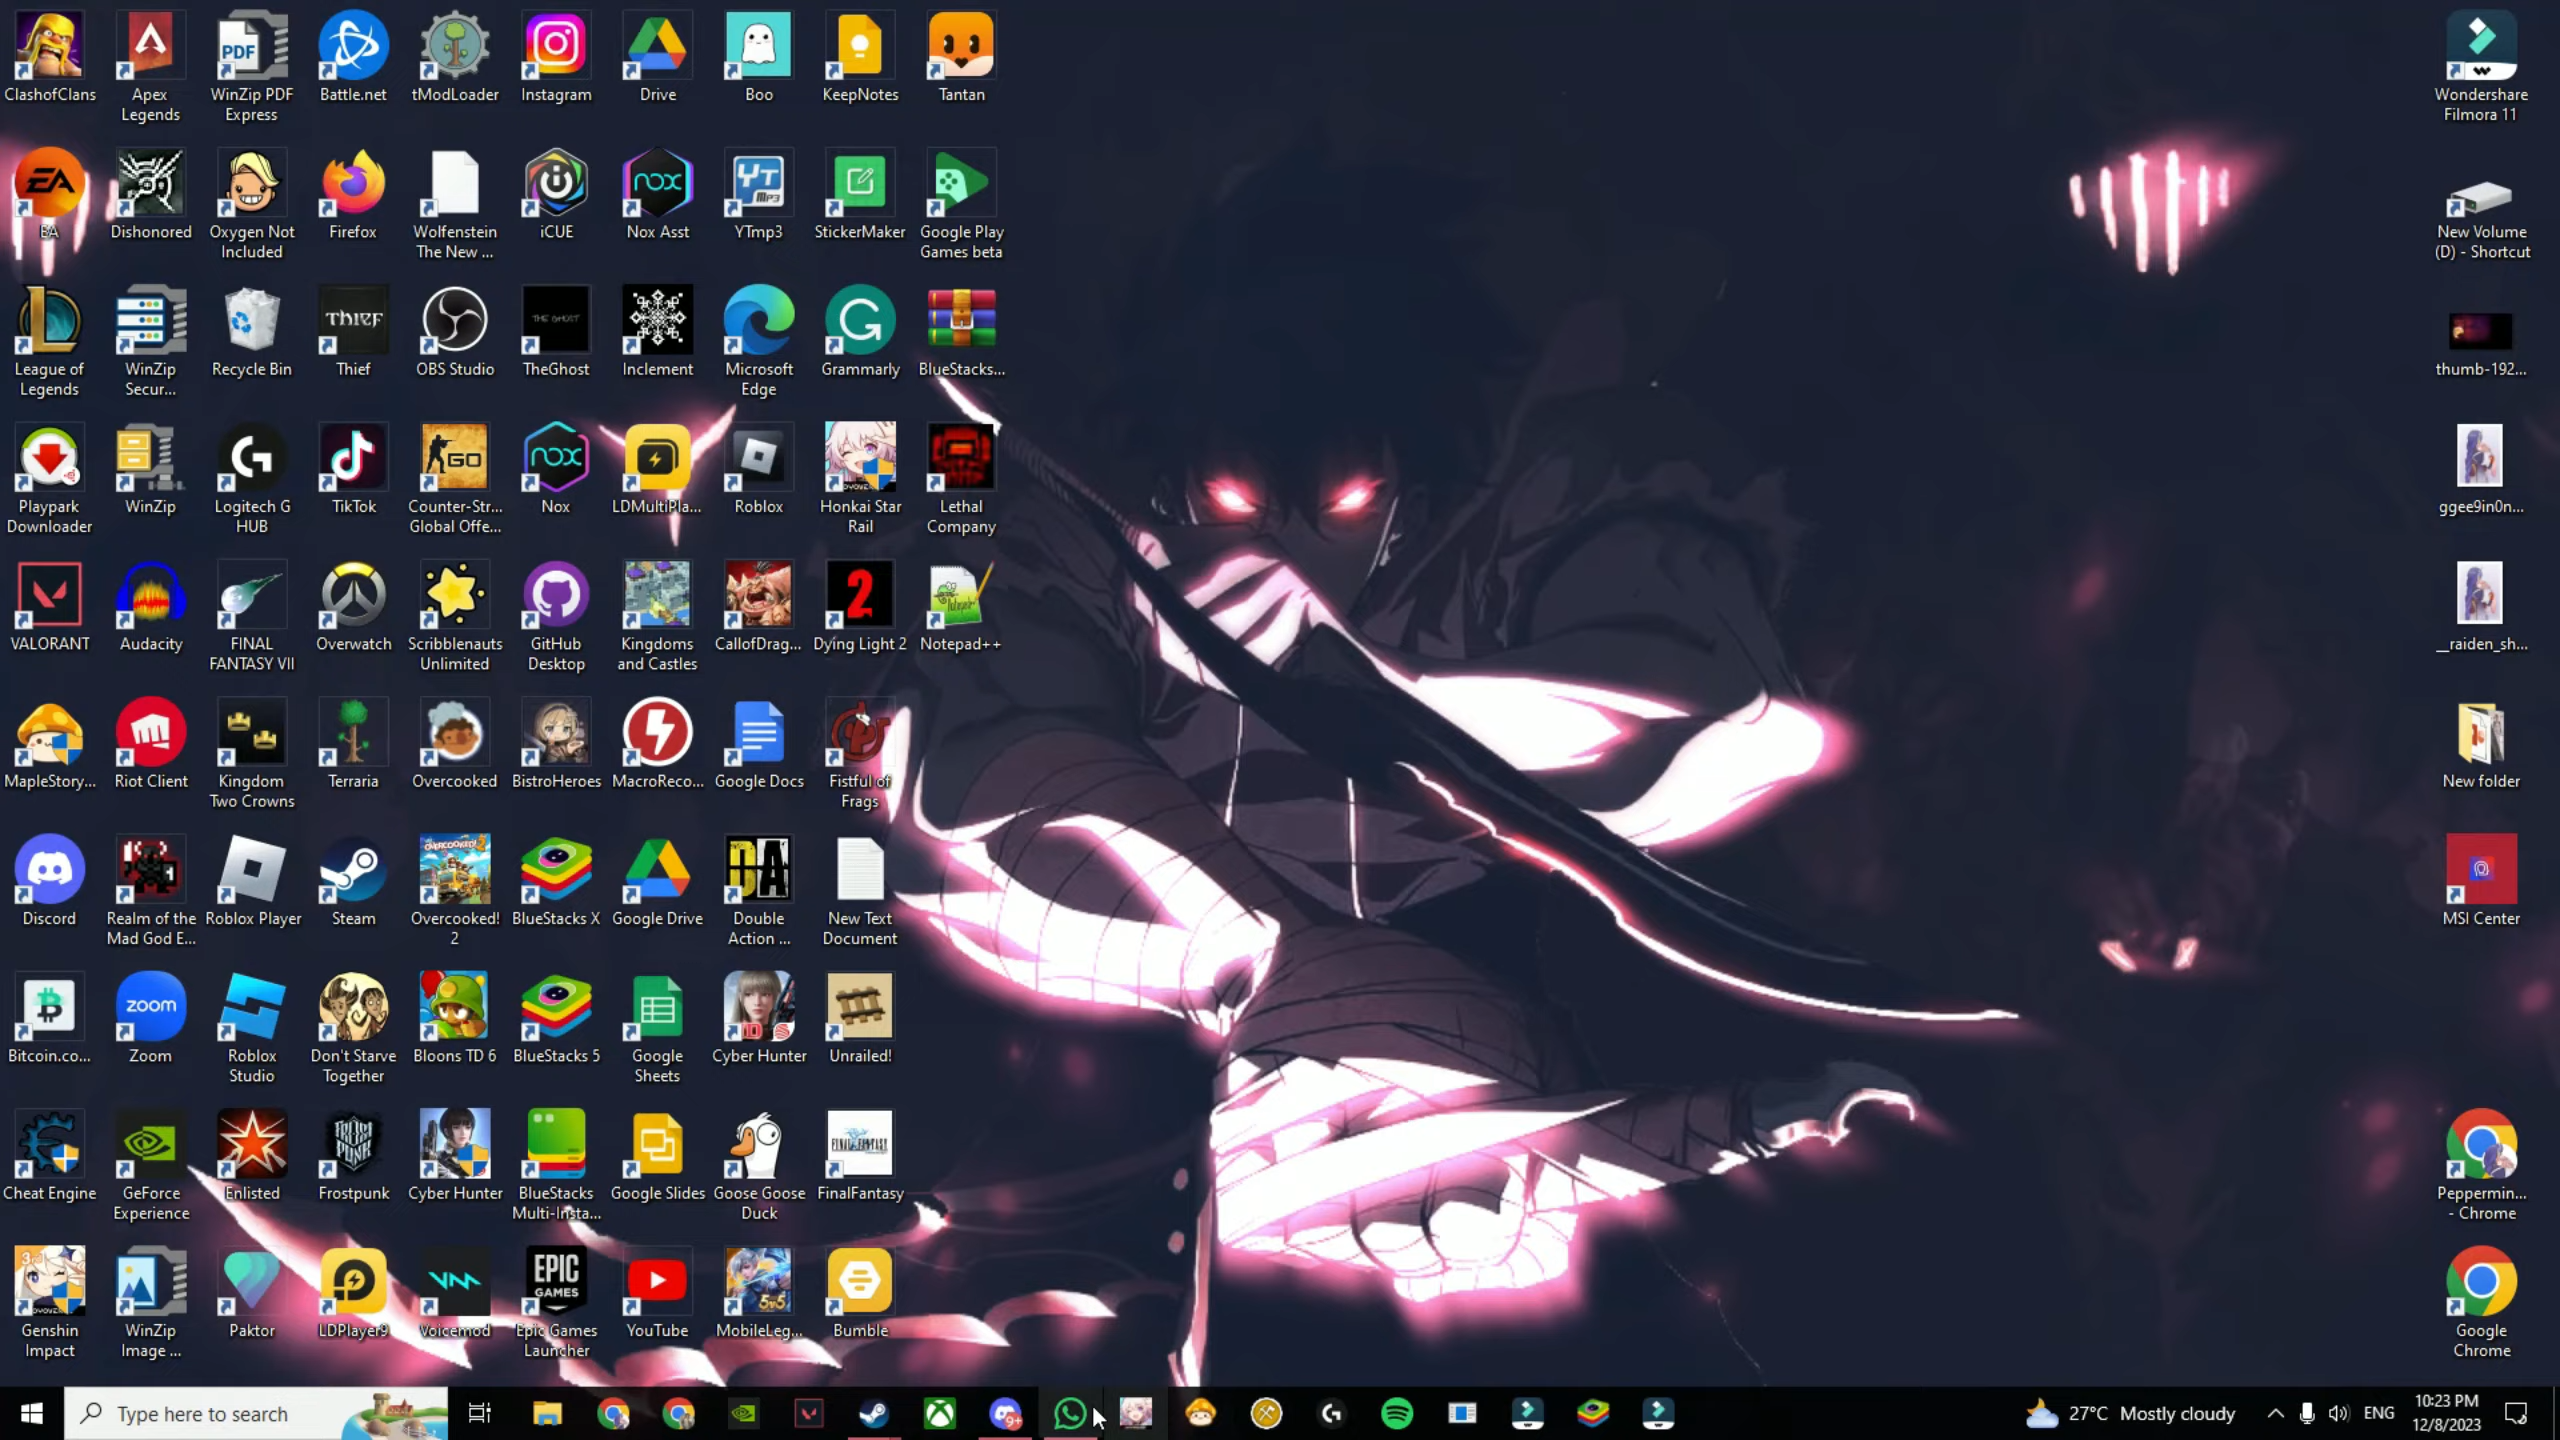 ClashofClans
Apex
Legends
WinZip PDF
Express
Battle.net
tModLoader
Instagram
Drive
Boo
KeepNotes
Tantan
Wondershare
Filmora 11
EA
Dishonored
Oxygen Not
Included
Firefox
Wolfenstein
The New ...
iCUE
Nox Asst
YTmp3
StickerMaker
Google Play
Games beta
New Volume
(D) - Shortcut
League of
Legends
WinZip
Secur...
Recycle Bin
Thief
OBS Studio
TheGhost
Inclement
Microsoft
Edge
Grammarly
BlueStacks...
thumb-192...
Playpark
Downloader
WinZip
Logitech G
HUB
TikTok
Counter-Str...
Global Offe...
Nox
LDMultiPla...
Roblox
Honkai Star
Rail
Lethal
Company
ggee9in0n...
VALORANT
Audacity
FINAL
FANTASY VII
Overwatch
Scribblenauts
Unlimited
GitHub
Desktop
Kingdoms
and Castles
CallofDrag...
Dying Light 2
Notepad++
__raiden_sh...
MapleStory...
Riot Client
Kingdom
Two Crowns
Terraria
Overcooked
BistroHeroes
MacroReco...
Google Docs
Fistful of
Frags
New folder
Discord
Realm of the
Mad God E...
Roblox Player
Steam
Overcooked!
2
BlueStacks X
Google Drive
Double
Action ...
New Text
Document
MSI Center
Bitcoin.co...
Zoom
Roblox
Studio
Don't Starve
Together
Bloons TD 6
BlueStacks 5
Google
Sheets
Cyber Hunter
Unrailed!
Cheat Engine
GeForce
Experience
Enlisted
Frostpunk
Cyber Hunter
BlueStacks
Multi-Insta...
Google Slides
Goose Goose
Duck
FinalFantasy
Peppermin...
- Chrome
Genshin
Impact
WinZip
Image ...
Paktor
LDPlayer9
Voicemod
Epic Games
Launcher
YouTube
MobileLeg...
Bumble
Google
Chrome
Type here to search
9+
27°C Mostly cloudy
ENG
10:23 PM
12/8/2023